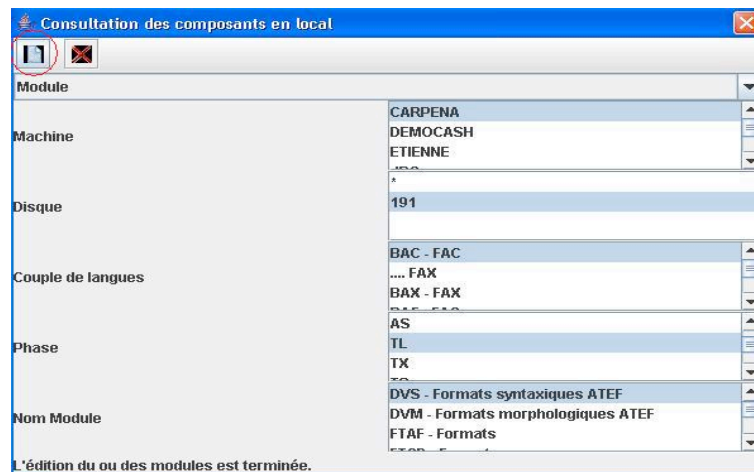 Consultation des composants en local
Module
Machine
CARPENA
DEMOCASH
ETIENNE
Disque
*
191
Couple de langues
BAC - FAC
.... FAX
BAX - FAX
Phase
AS
TL
TX
Nom Module
DVS - Formats syntaxiques ATEF
DVM - Formats morphologiques ATEF
FTAF - Formats
L'édition du ou des modules est terminée.